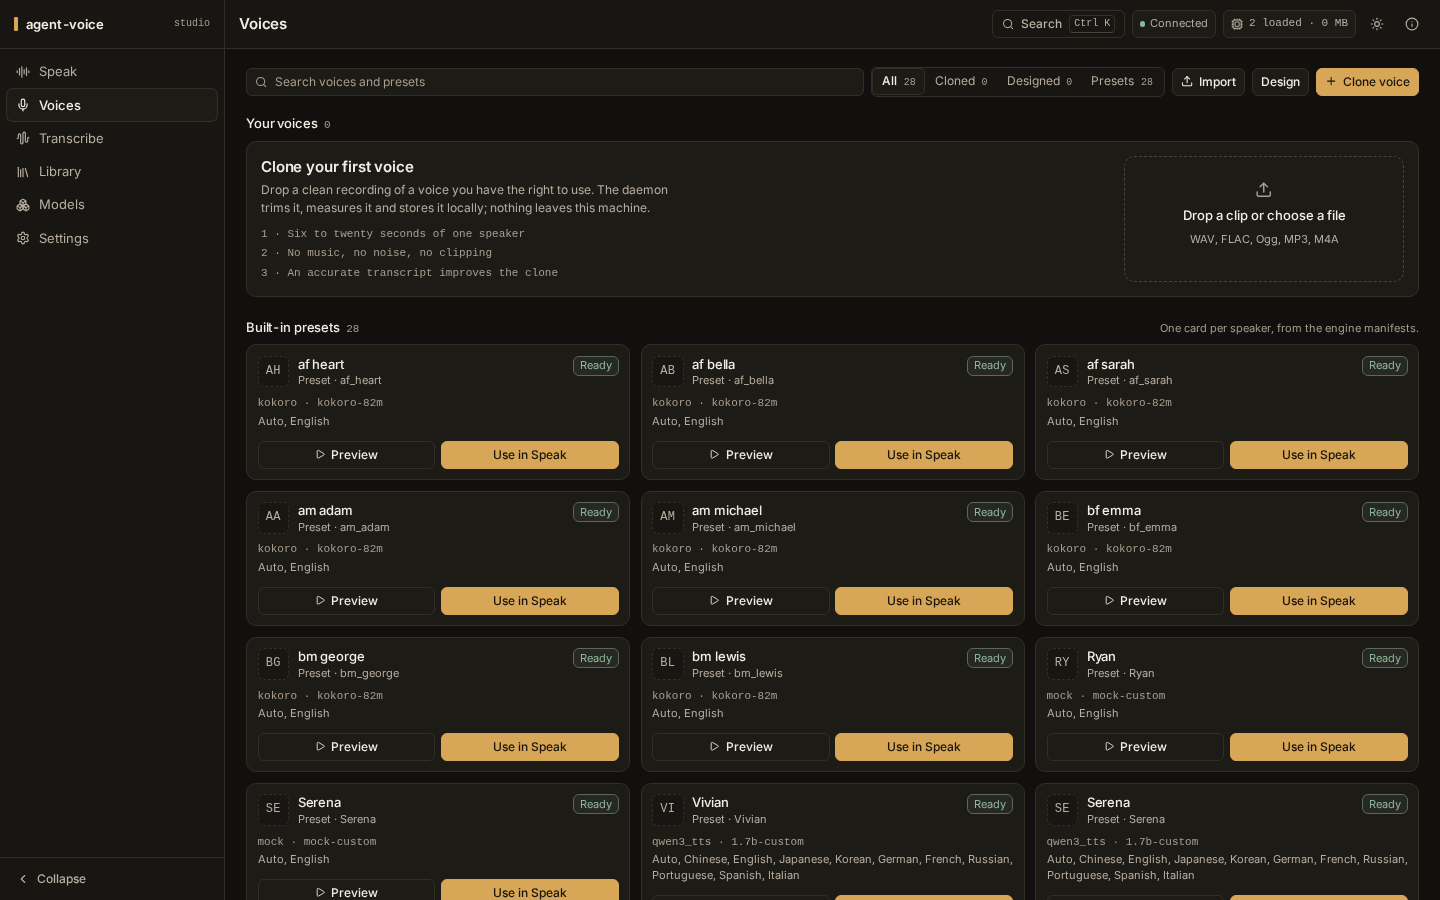 agent-voice
studio
Speak
Voices
Transcribe
Library
Models
Settings
Collapse
Voices
Search Ctrl K
Connected
2 loaded · 0 MB
Search voices and presets
All 28
Cloned 0
Designed 0
Presets 28
Import
Design
Clone voice
Your voices 0
Clone your first voice
Drop a clean recording of a voice you have the right to use. The daemon
trims it, measures it and stores it locally; nothing leaves this machine.
1 · Six to twenty seconds of one speaker
2 · No music, no noise, no clipping
3 · An accurate transcript improves the clone
Drop a clip or choose a file
WAV, FLAC, Ogg, MP3, M4A
Built-in presets 28
One card per speaker, from the engine manifests.
AH
af heart
Preset · af_heart
Ready
kokoro · kokoro-82m
Auto, English
Preview
Use in Speak
AB
af bella
Preset · af_bella
Ready
kokoro · kokoro-82m
Auto, English
Preview
Use in Speak
AS
af sarah
Preset · af_sarah
Ready
kokoro · kokoro-82m
Auto, English
Preview
Use in Speak
AA
am adam
Preset · am_adam
Ready
kokoro · kokoro-82m
Auto, English
Preview
Use in Speak
AM
am michael
Preset · am_michael
Ready
kokoro · kokoro-82m
Auto, English
Preview
Use in Speak
BE
bf emma
Preset · bf_emma
Ready
kokoro · kokoro-82m
Auto, English
Preview
Use in Speak
BG
bm george
Preset · bm_george
Ready
kokoro · kokoro-82m
Auto, English
Preview
Use in Speak
BL
bm lewis
Preset · bm_lewis
Ready
kokoro · kokoro-82m
Auto, English
Preview
Use in Speak
RY
Ryan
Preset · Ryan
Ready
mock · mock-custom
Auto, English
Preview
Use in Speak
SE
Serena
Preset · Serena
Ready
mock · mock-custom
Auto, English
Preview
Use in Speak
VI
Vivian
Preset · Vivian
Ready
qwen3_tts · 1.7b-custom
Auto, Chinese, English, Japanese, Korean, German, French, Russian,
Portuguese, Spanish, Italian
SE
Serena
Preset · Serena
Ready
qwen3_tts · 1.7b-custom
Auto, Chinese, English, Japanese, Korean, German, French, Russian,
Portuguese, Spanish, Italian